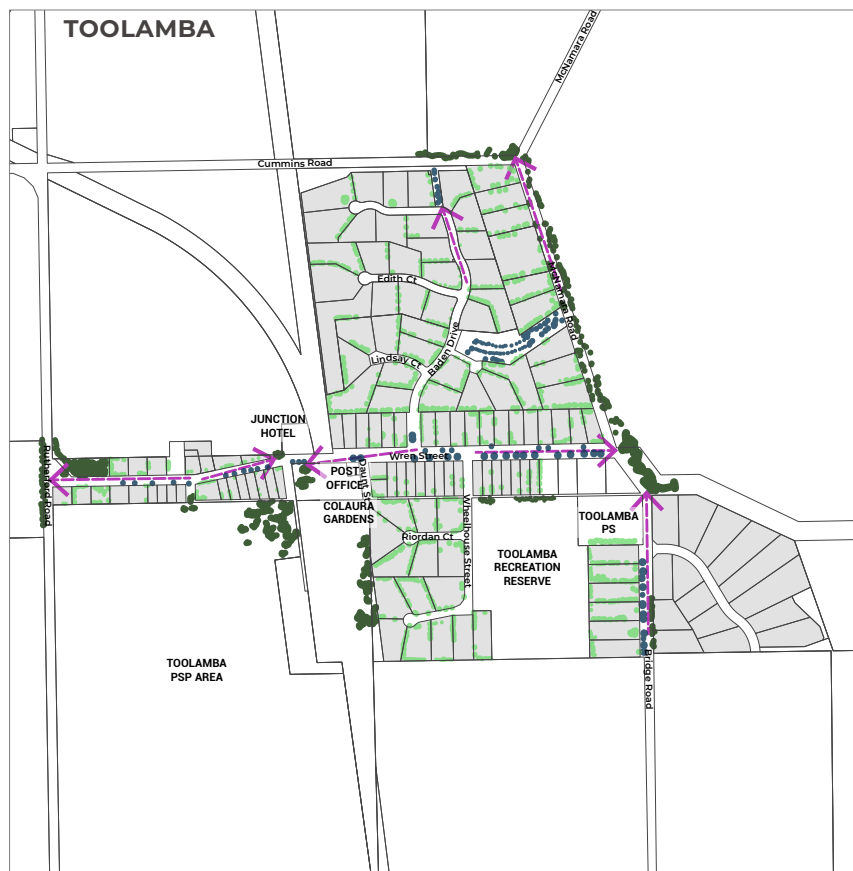 TOOLAMBA
McNamara Road
Cummins Road
McNamara Road
Edith Ct
Baden Drive
Lindsay Ct
JUNCTION
HOTEL
Wren Street
Rutherford Road
POST
OFFICE
COLAURA
GARDENS
Wheelhouse Street
TOOLAMBA
PS
Riordan Ct
TOOLAMBA
RECREATION
RESERVE
TOOLAMBA
PSP AREA
Bridge Road